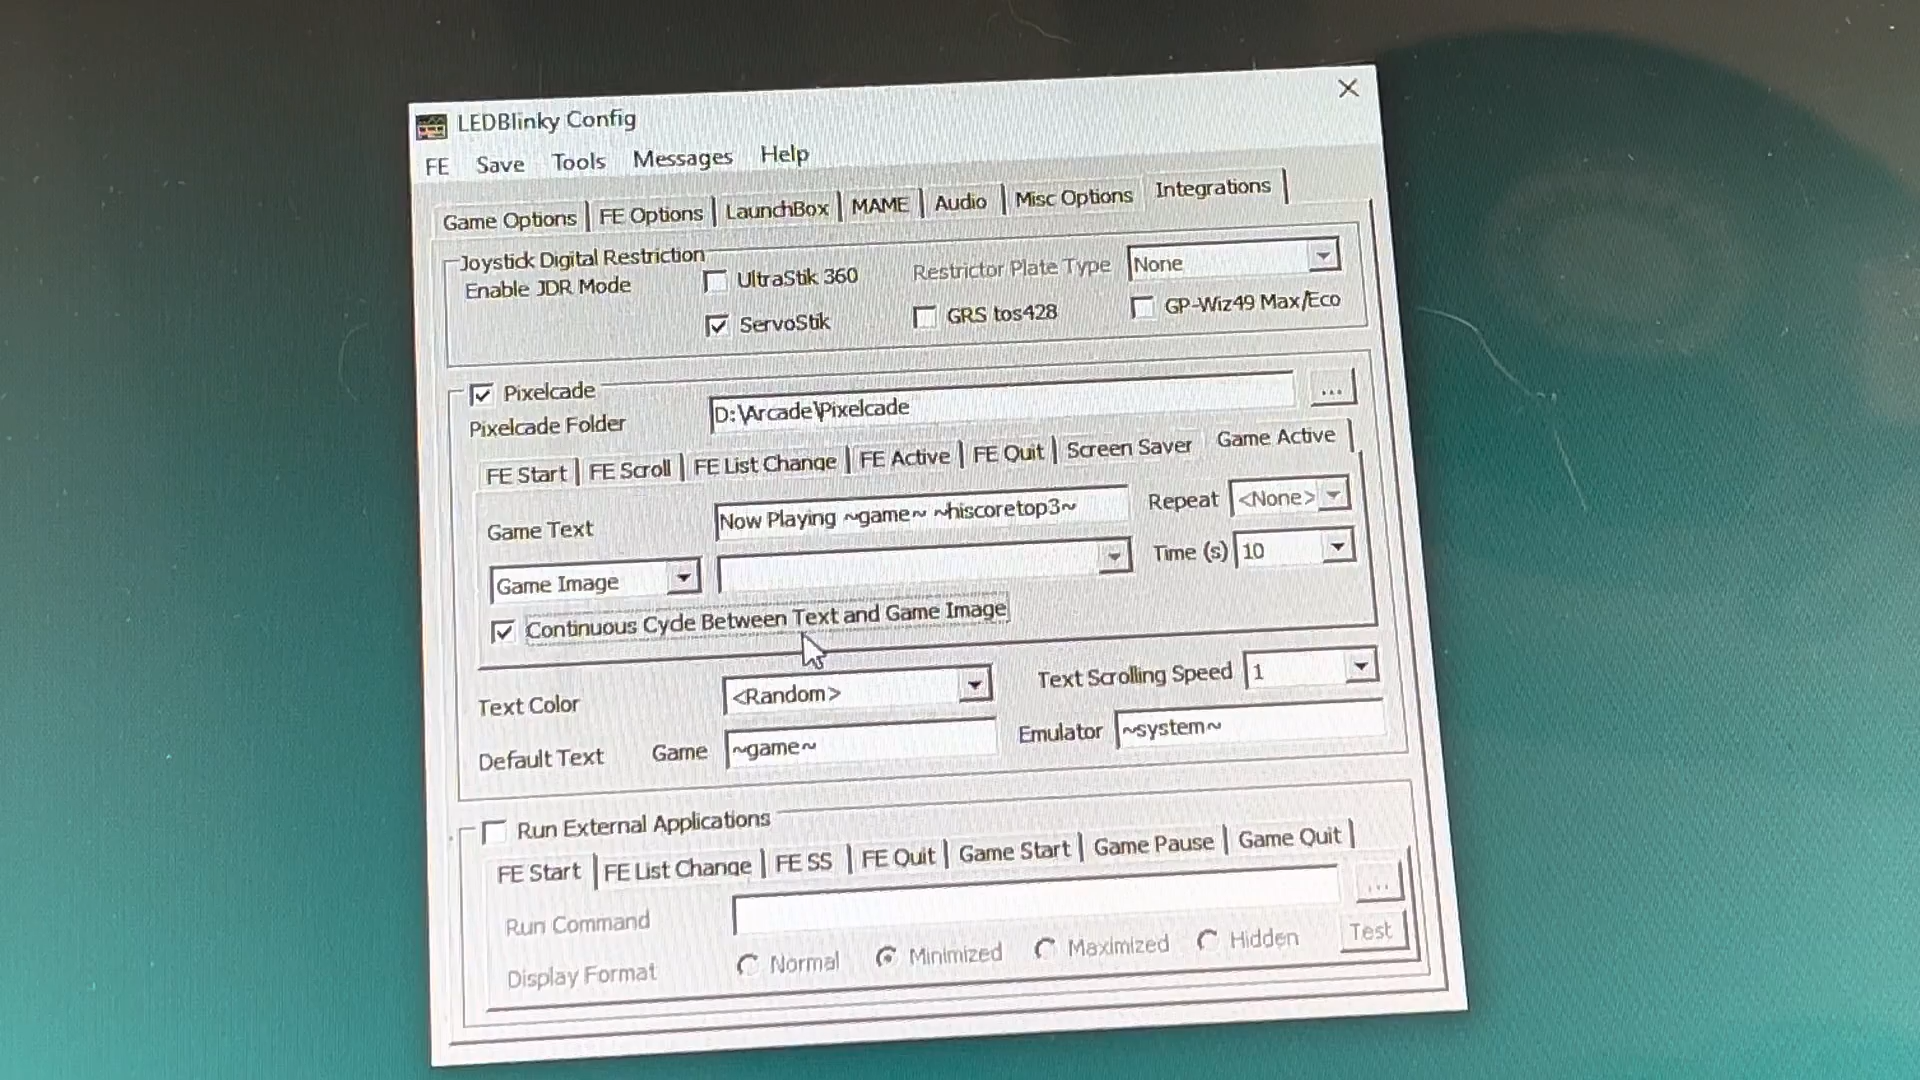 LEDBlinky Config
FE Save Tools Messages Help
Game Options FE Options LaunchBox MAME Audio Misc Options Integrations
Joystick Digital Restriction
Enable JDR Mode UltraStik 360 Restrictor Plate Type None
ServoStik GRS tos428 GP-Wiz49 Max/Eco
Pixelcade
Pixelcade Folder D:\Arcade\Pixelcade ...
FE Start FE Scroll FE List Change FE Active FE Quit Screen Saver Game Active
Game Text Now Playing ~game~ ~hiscoretop3~ Repeat <None>
Game Image Time (s) 10
Continuous Cycle Between Text and Game Image
Text Color <Random> Text Scrolling Speed 1
Default Text Game ~game~ Emulator ~system~
Run External Applications
FE Start FE List Change FE SS FE Quit Game Start Game Pause Game Quit
Run Command ...
Display Format Normal Minimized Maximized Hidden Test